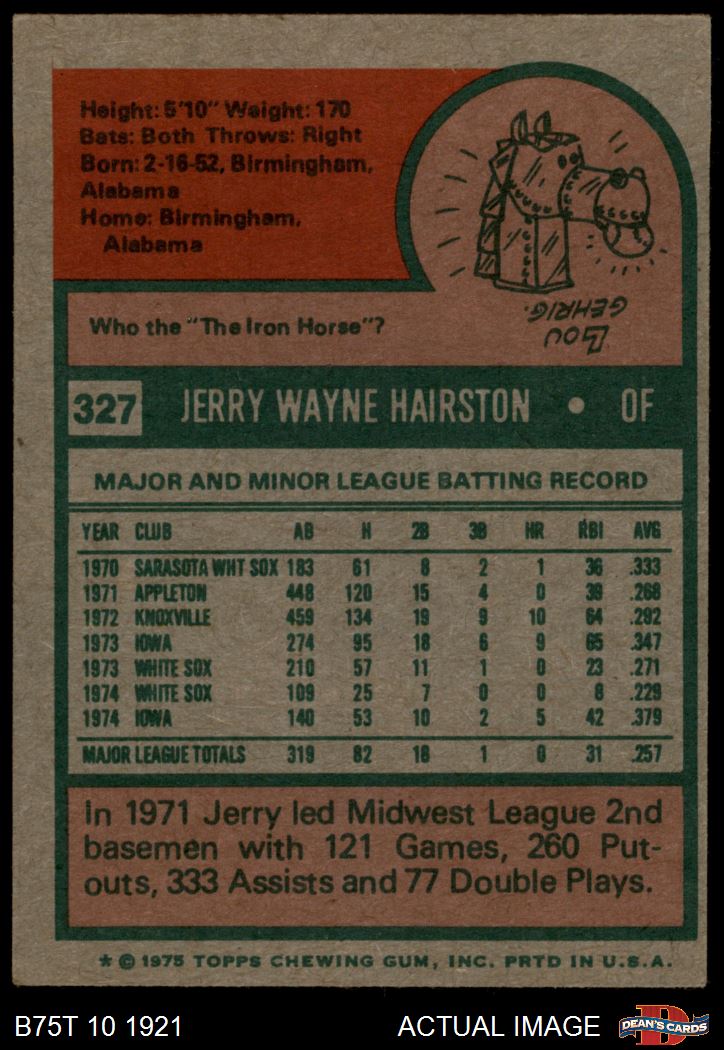 Height: 5'10" Weight: 170
Bats: Both Throws: Right
Born: 2-16-52, Birmingham,
Alabama
Home: Birmingham,
Alabama
LOU
GEHRIG.
Who the "The Iron Horse"?
327 JERRY WAYNE HAIRSTON • OF
MAJOR AND MINOR LEAGUE BATTING RECORD
YEAR CLUB AB H 2B 3B HR RBI AVG
1970 SARASOTA WHT SOX 183 61 8 2 1 36 .333
1971 APPLETON 448 120 15 4 0 39 .268
1972 KNOXVILLE 459 134 19 9 10 64 .292
1973 IOWA 274 95 18 6 9 65 .347
1973 WHITE SOX 210 57 11 1 0 23 .271
1974 WHITE SOX 109 25 7 0 0 8 .229
1974 IOWA 140 53 10 2 5 42 .379
MAJOR LEAGUE TOTALS 319 82 18 1 0 31 .257
In 1971 Jerry led Midwest League 2nd
basemen with 121 Games, 260 Put-
outs, 333 Assists and 77 Double Plays.
* © 1975 TOPPS CHEWING GUM, INC. PRTD IN U.S.A.
B75T 10 1921 ACTUAL IMAGE DEAN'S CARDS